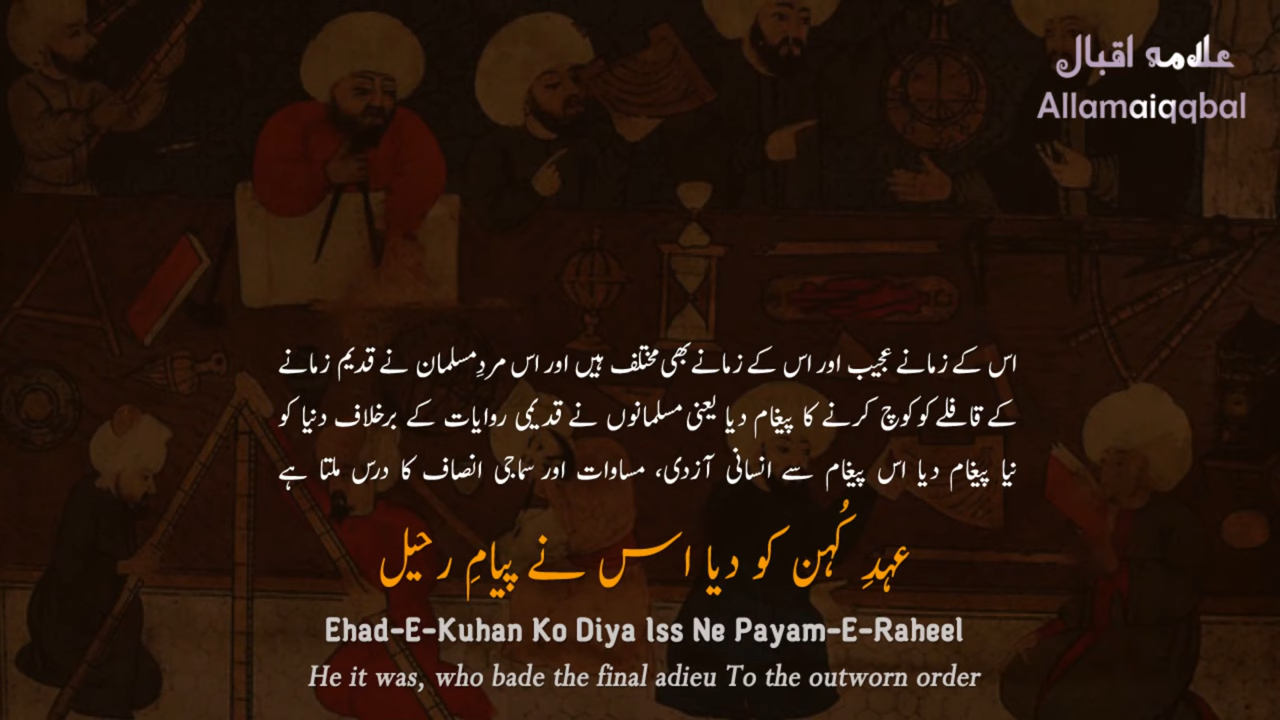 علامہ اقبال
Allamaiqqbal
اس کے زمانے عجیب اور اس کے زمانے بھی مختلف ہیں اور اس مردِ مسلمان نے قدیم زمانے
کے قافلے کو کوچ کرنے کا پیغام دیا یعنی مسلمانوں نے قدیمی روایات کے برخلاف دنیا کو
نیا پیغام دیا اس پیغام سے انسانی آزدی، مساوات اور سماجی انصاف کا درس ملتا ہے
عہدِ کُہن کو دیا اس نے پیامِ رحیل
Ehad-E-Kuhan Ko Diya Iss Ne Payam-E-Raheel
He it was, who bade the final adieu To the outworn order